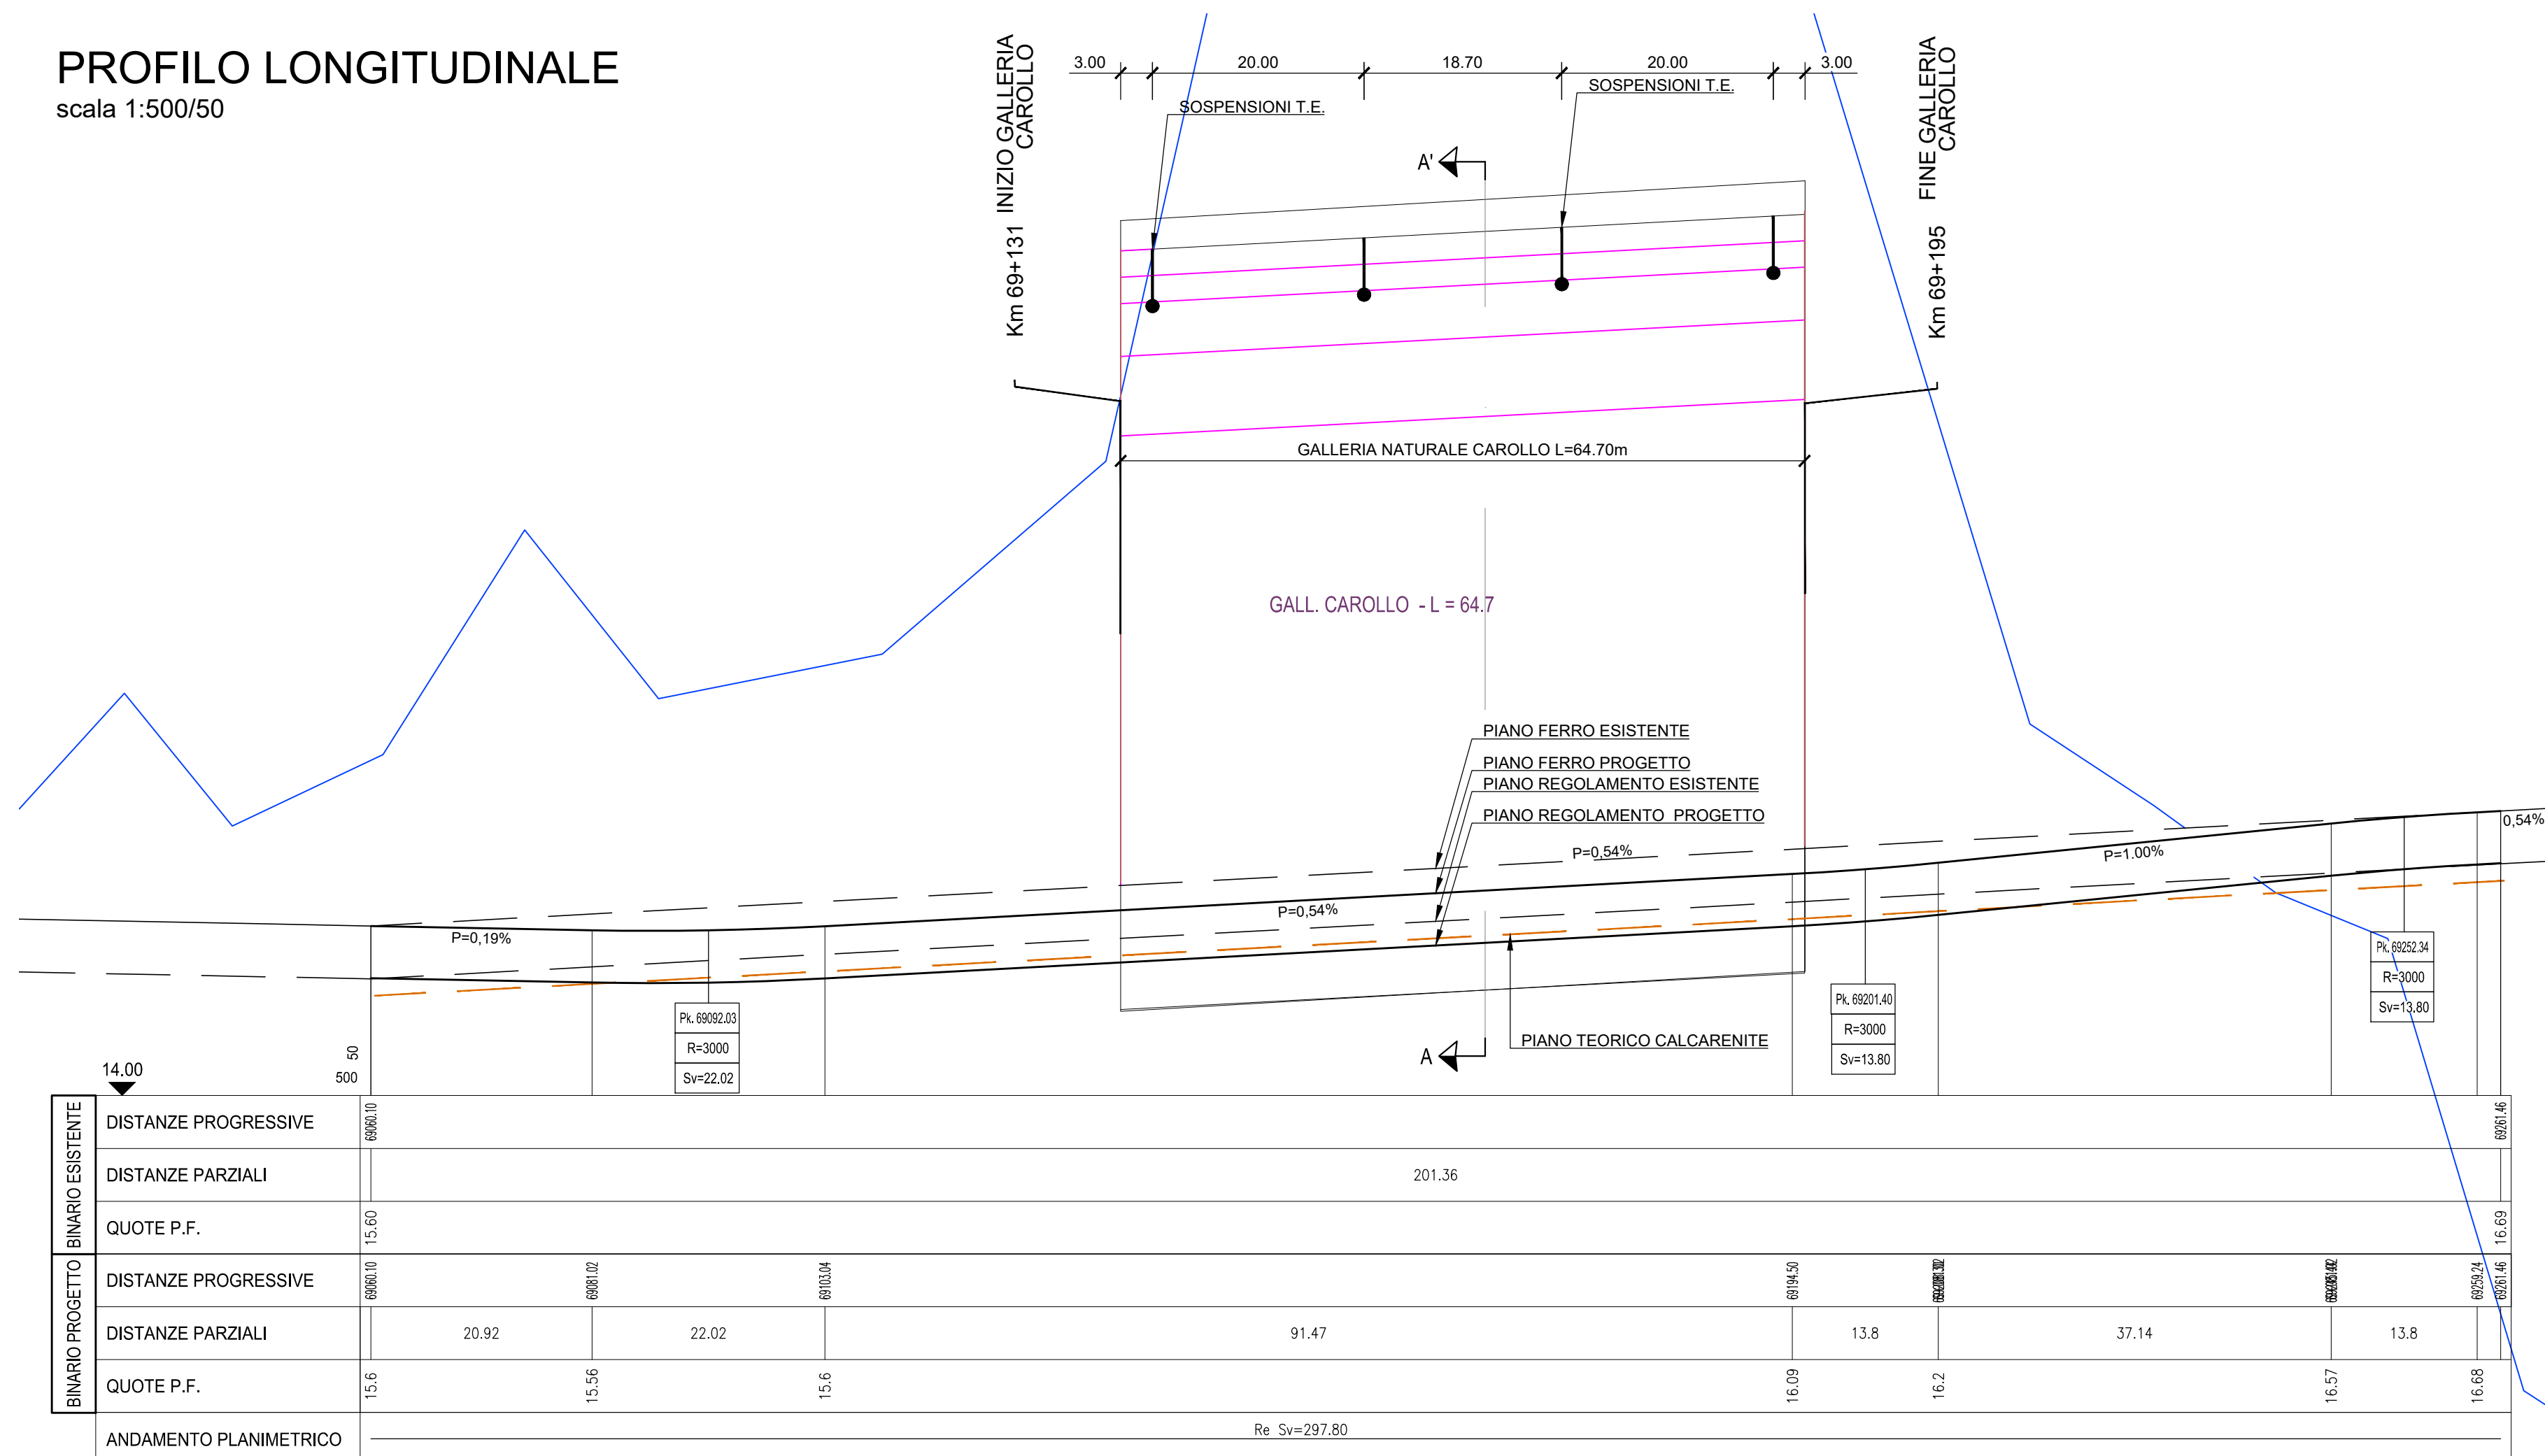 PROFILO LONGITUDINALE
scala 1:500/50
INIZIO GALLERIA
CAROLLO
Km 69+131
3.00
20.00
18.70
20.00
3.00
SOSPENSIONI T.E.
SOSPENSIONI T.E.
FINE GALLERIA
CAROLLO
Km 69+195
A'
GALLERIA NATURALE CAROLLO L=64.70m
GALL. CAROLLO - L = 64.7
PIANO FERRO ESISTENTE
PIANO FERRO PROGETTO
PIANO REGOLAMENTO ESISTENTE
PIANO REGOLAMENTO PROGETTO
P=0,54%
P=1.00%
0,54%
P=0,54%
P=0,19%
Pk. 69092.03
R=3000
Sv=22.02
Pk. 69201.40
R=3000
Sv=13.80
Pk. 69252.34
R=3000
Sv=13.80
PIANO TEORICO CALCARENITE
A
14.00
50
500
BINARIO ESISTENTE
DISTANZE PROGRESSIVE
69060.10
69261.46
DISTANZE PARZIALI
201.36
QUOTE P.F.
15.60
16.69
BINARIO PROGETTO
DISTANZE PROGRESSIVE
69060.10
69081.02
69103.04
69194.50
69259.24
69261.46
DISTANZE PARZIALI
20.92
22.02
91.47
13.8
37.14
13.8
QUOTE P.F.
15.6
15.56
15.6
16.09
16.2
16.57
16.68
ANDAMENTO PLANIMETRICO
Re Sv=297.80